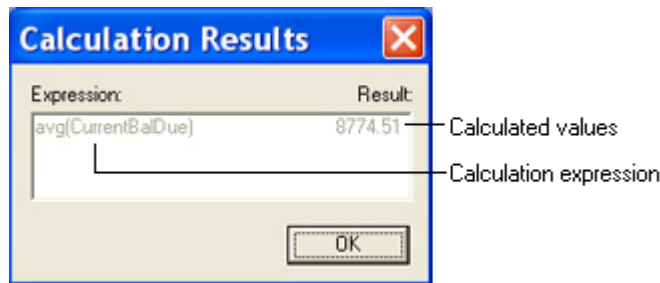 Calculation Results
Expression: Result:
avg(CurrentBalDue) 8774.51
Calculated values
Calculation expression
OK